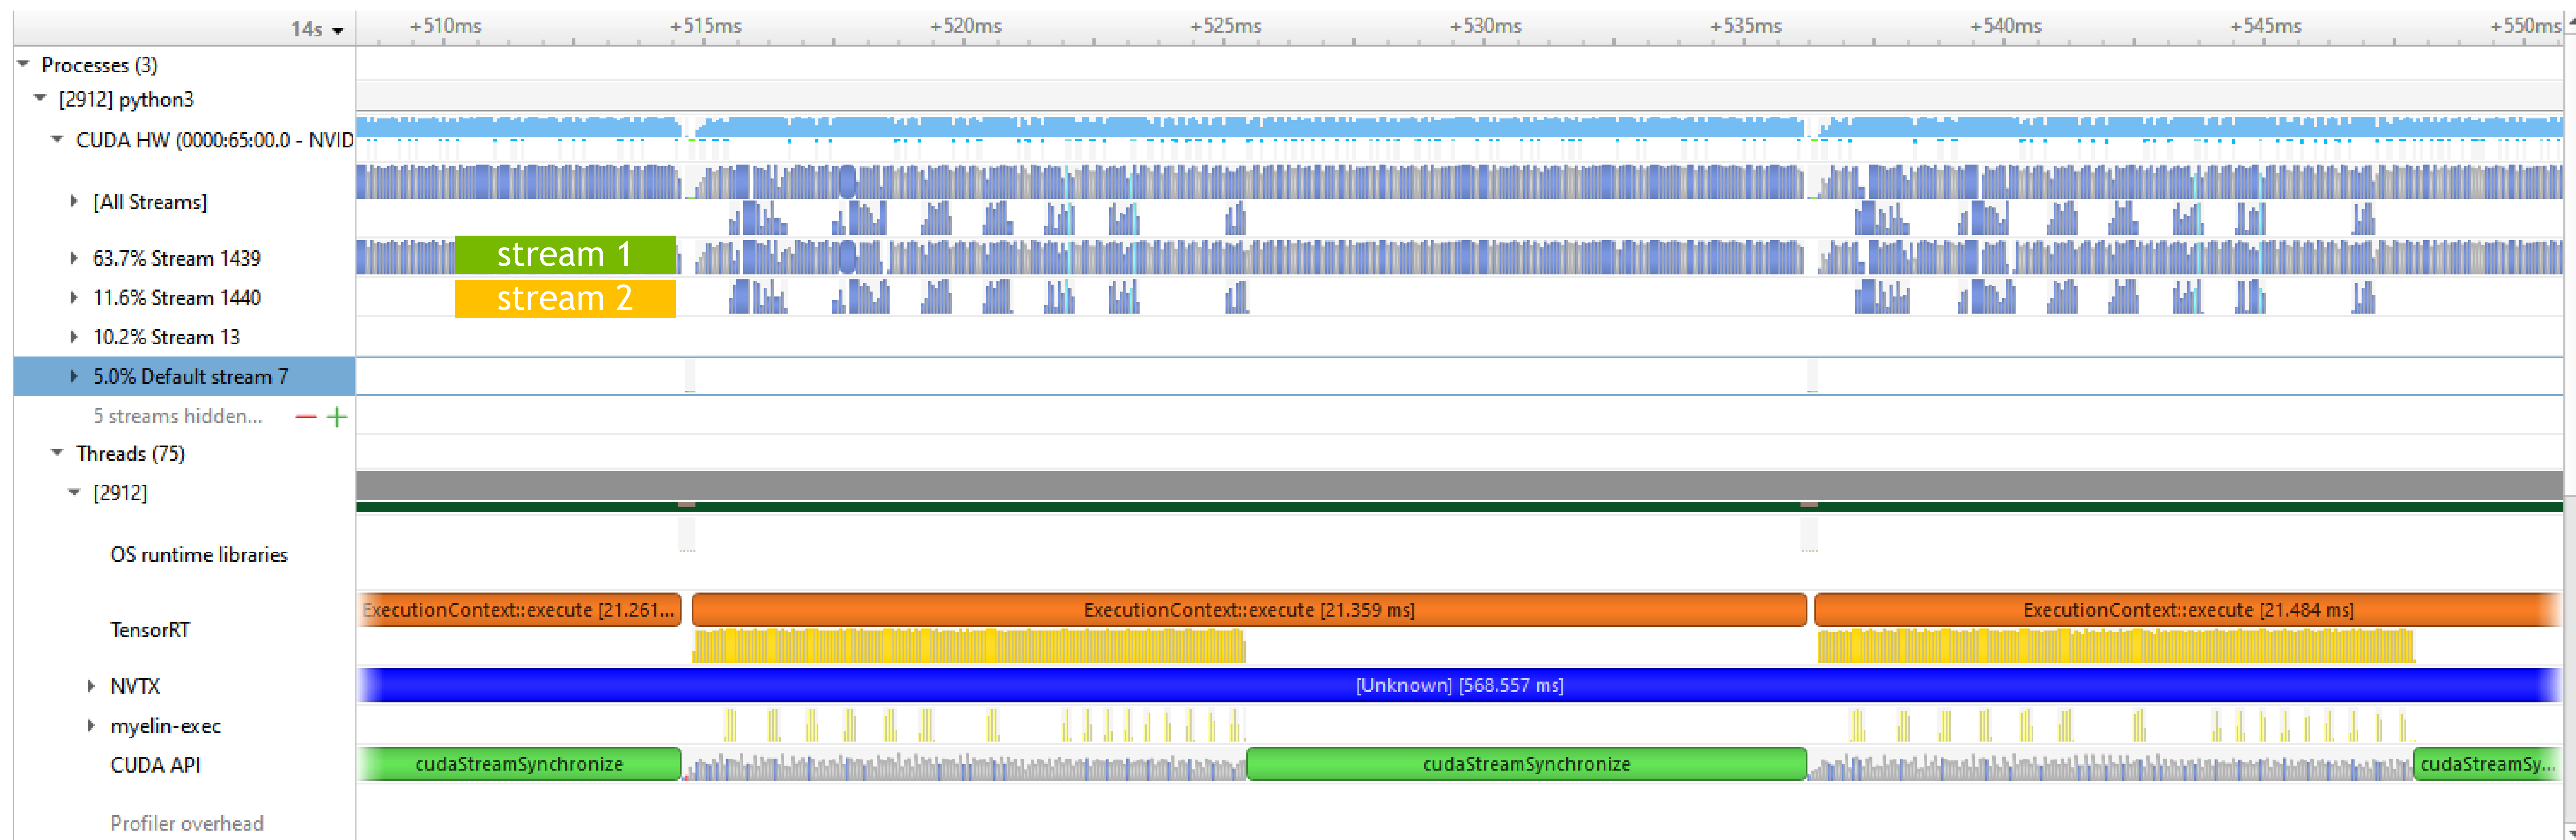 14s +510ms +515ms +520ms +525ms +530ms +535ms +540ms +545ms +550ms
Processes (3)
[2912] python3
CUDA HW (0000:65:00.0 - NVID
[All Streams]
63.7% Stream 1439 stream 1
11.6% Stream 1440 stream 2
10.2% Stream 13
5.0% Default stream 7
5 streams hidden...
Threads (75)
[2912]
OS runtime libraries
ExecutionContext::execute [21.261... ExecutionContext::execute [21.359 ms] ExecutionContext::execute [21.484 ms]
TensorRT
NVTX [Unknown] [568.557 ms]
myelin-exec
CUDA API cudaStreamSynchronize cudaStreamSynchronize cudaStreamSy...
Profiler overhead